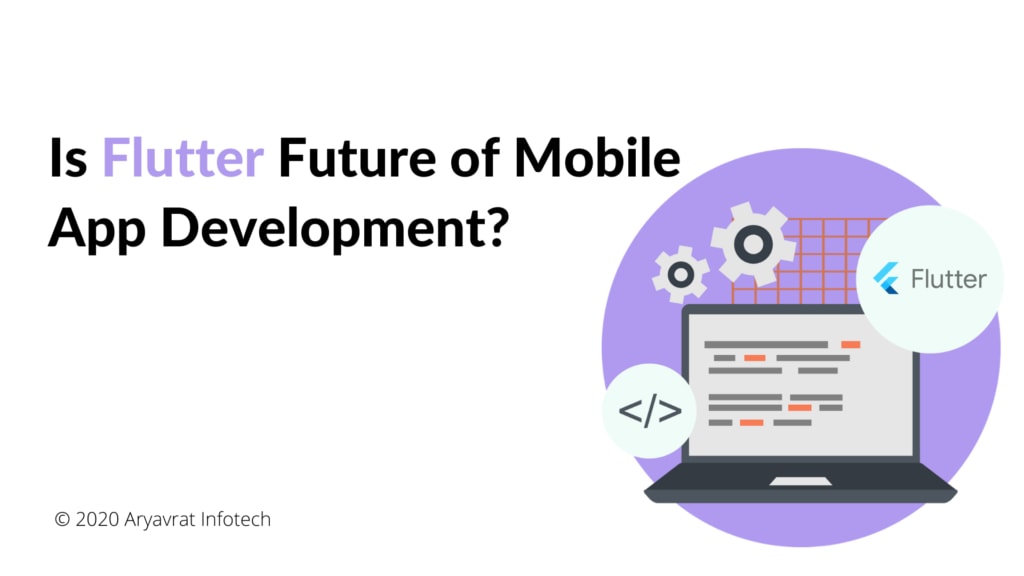 Is Flutter Future of Mobile
App Development?
Flutter
</>
© 2020 Aryavrat Infotech